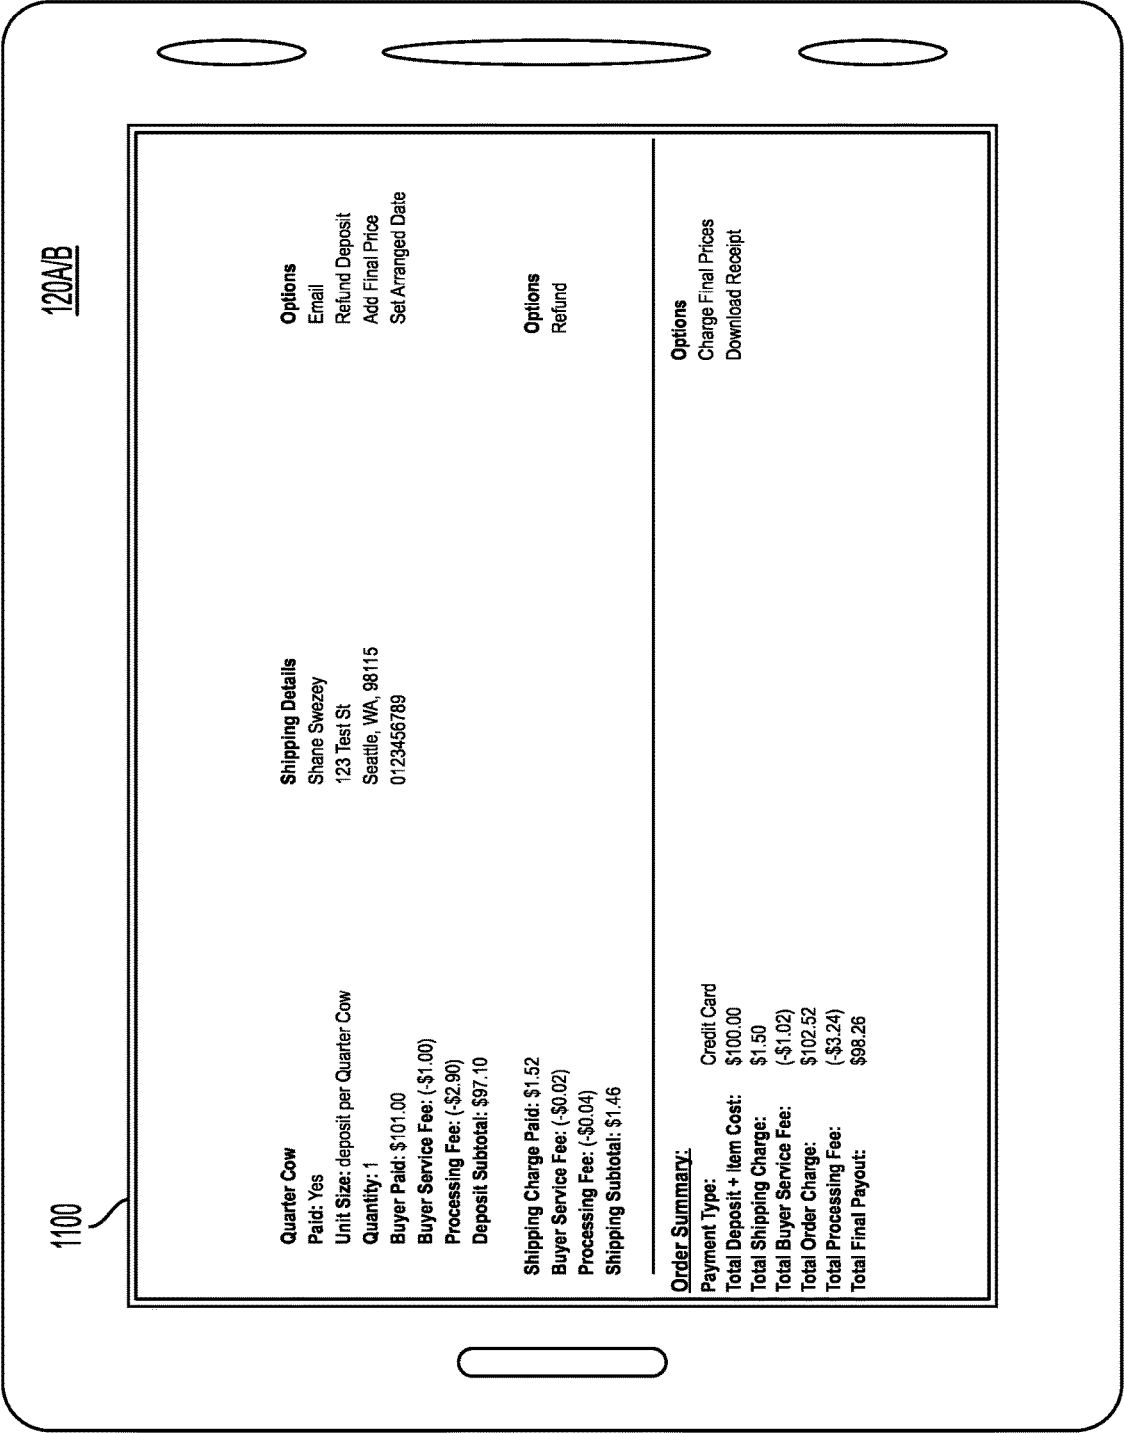 120A/B
1100
Quarter Cow
Paid: Yes
Unit Size: deposit per Quarter Cow
Quantity: 1
Buyer Paid: $101.00
Buyer Service Fee: (-$1.00)
Processing Fee: (-$2.90)
Deposit Subtotal: $97.10
Shipping Details
Shane Swezey
123 Test St
Seattle, WA, 98115
0123456789
Options
Email
Refund Deposit
Add Final Price
Set Arranged Date
Shipping Charge Paid: $1.52
Buyer Service Fee: (-$0.02)
Processing Fee: (-$0.04)
Shipping Subtotal: $1.46
Options
Refund
Order Summary:
Payment Type: Credit Card
Total Deposit + Item Cost: $100.00
Total Shipping Charge: $1.50
Total Buyer Service Fee: (-$1.02)
Total Order Charge: $102.52
Total Processing Fee: (-$3.24)
Total Final Payout: $98.26
Options
Charge Final Prices
Download Receipt